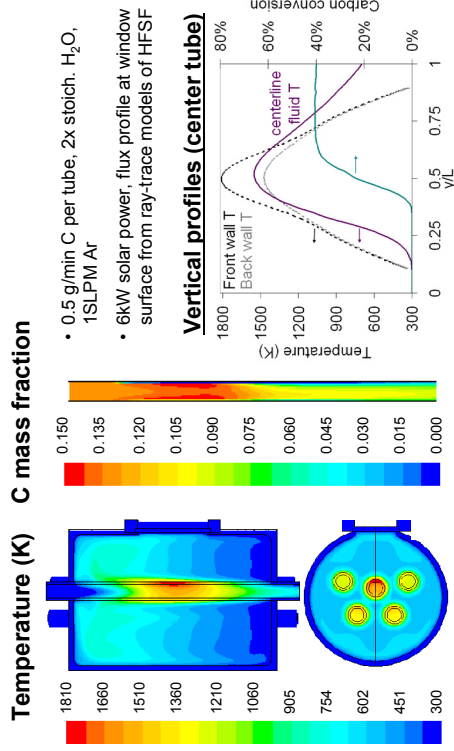 Temperature (K)
1810
1660
1510
1360
1210
1060
905
754
602
451
300
C mass fraction
0.150
0.135
0.120
0.105
0.090
0.075
0.060
0.045
0.030
0.015
0.000
• 0.5 g/min C per tube, 2x stoich. H₂O,
1SLPM Ar
• 6kW solar power, flux profile at window
surface from ray-trace models of HFSF
Vertical profiles (center tube)
Temperature (K)
1800
1500
1200
900
600
300
Front wall T
Back wall T
centerline
fluid T
0
0.25
0.5
0.75
1
y/L
80%
60%
40%
20%
0%
Carbon conversion